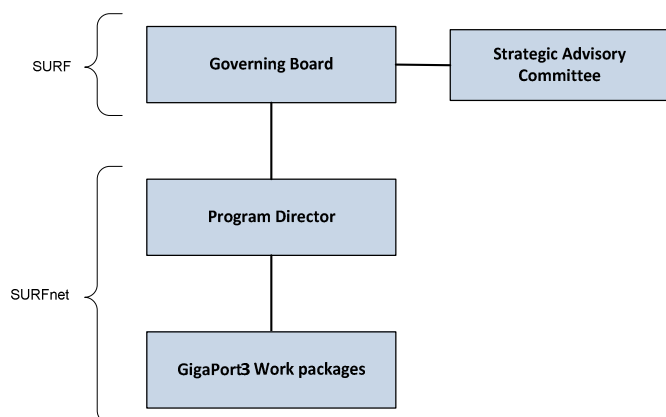 SURF
Governing Board
Strategic Advisory
Committee
Program Director
SURFnet
GigaPort3 Work packages